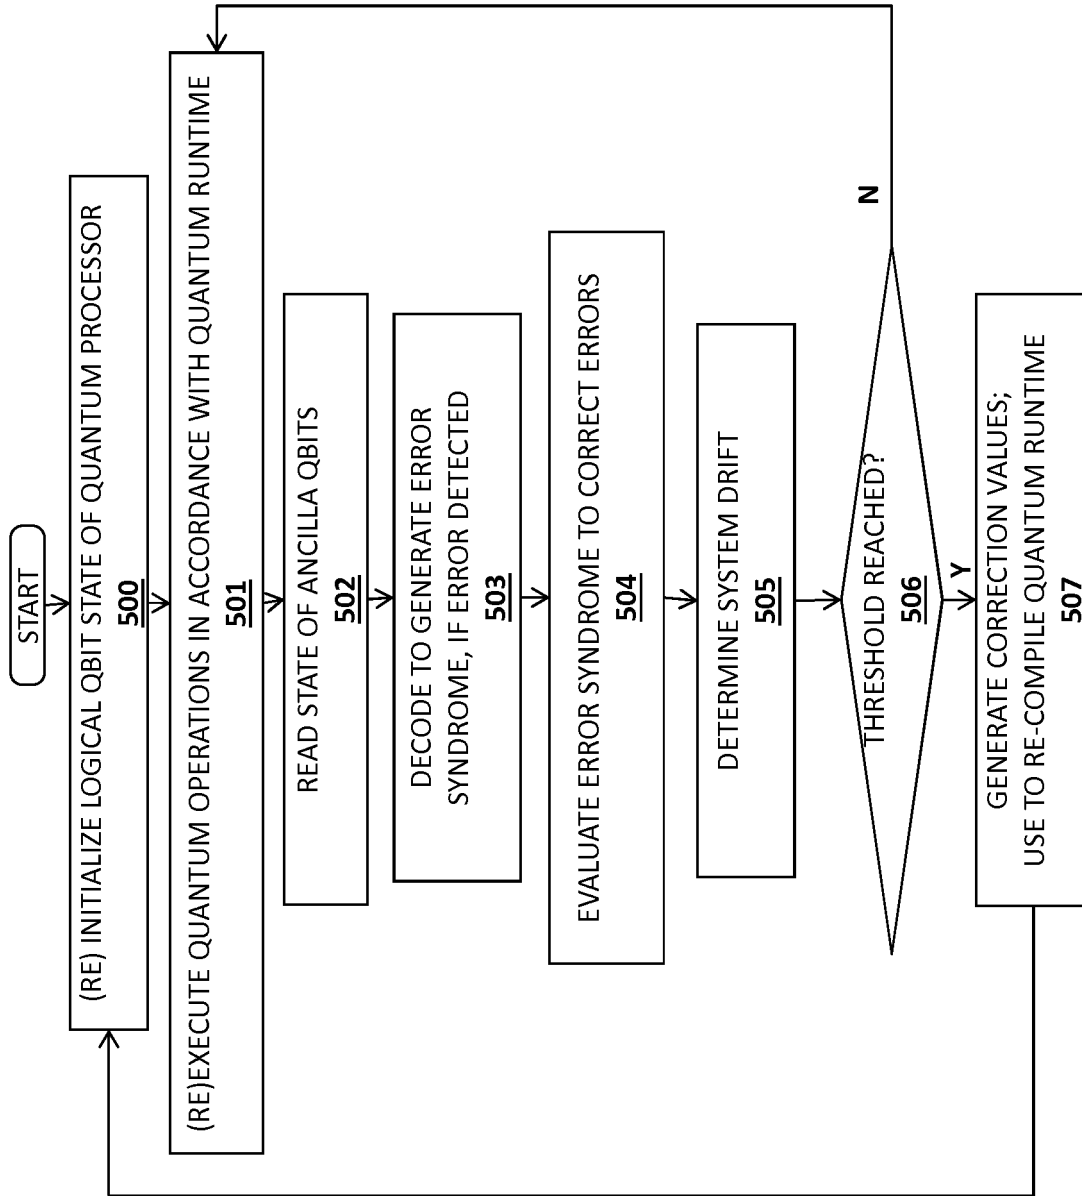 START
(RE) INITIALIZE LOGICAL QBIT STATE OF QUANTUM PROCESSOR
500
(RE)EXECUTE QUANTUM OPERATIONS IN ACCORDANCE WITH QUANTUM RUNTIME
501
READ STATE OF ANCILLA QBITS
502
DECODE TO GENERATE ERROR
SYNDROME, IF ERROR DETECTED
503
EVALUATE ERROR SYNDROME TO CORRECT ERRORS
504
DETERMINE SYSTEM DRIFT
505
THRESHOLD REACHED?
506
N
Y
GENERATE CORRECTION VALUES;
USE TO RE-COMPILE QUANTUM RUNTIME
507